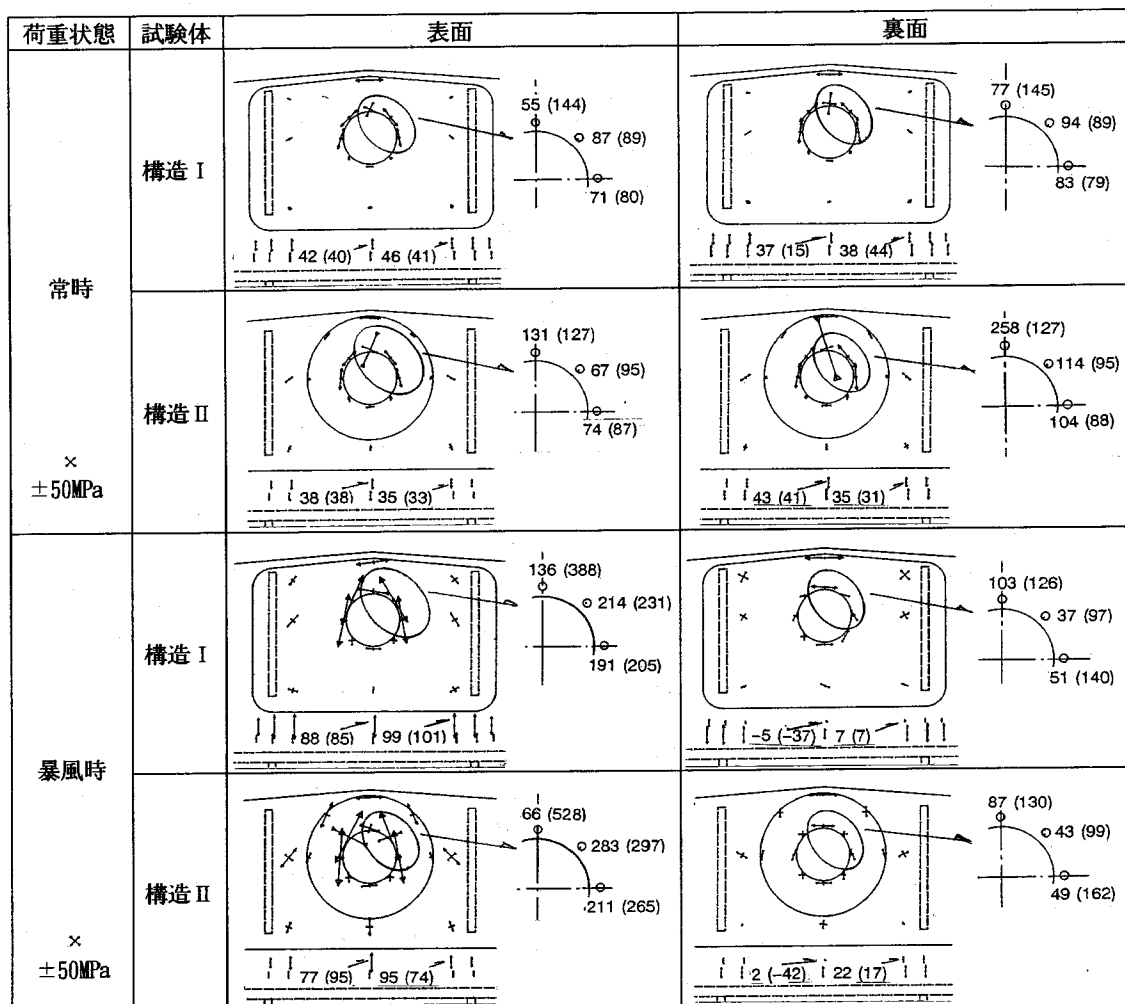 荷重状態 試験体 表面 裏面
常時
×
±50MPa
構造Ⅰ
55 (144)
87 (89)
71 (80)
42 (40) 46 (41)
77 (145)
94 (89)
83 (79)
37 (15) 38 (44)
構造Ⅱ
131 (127)
67 (95)
74 (87)
38 (38) 35 (33)
258 (127)
114 (95)
104 (88)
43 (41) 35 (31)
暴風時
×
±50MPa
構造Ⅰ
136 (388)
214 (231)
191 (205)
88 (85) 99 (101)
103 (126)
37 (97)
51 (140)
-5 (-37) 7 (7)
構造Ⅱ
66 (528)
283 (297)
211 (265)
77 (95) 95 (74)
87 (130)
43 (99)
49 (162)
2 (-42) 22 (17)